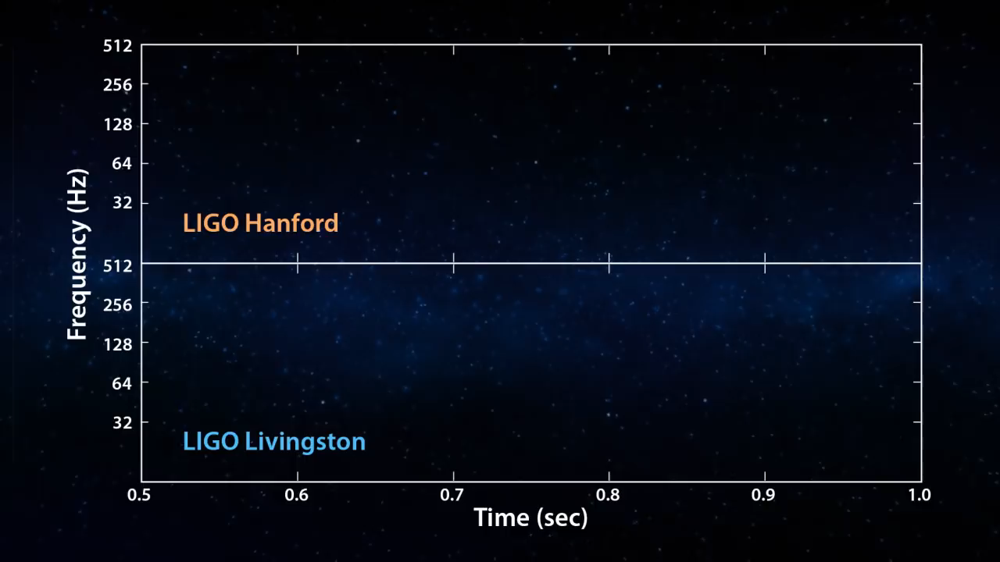 Frequency (Hz)
512
256
128
64
32
LIGO Hanford
512
256
128
64
32
LIGO Livingston
0.5 0.6 0.7 0.8 0.9 1.0
Time (sec)